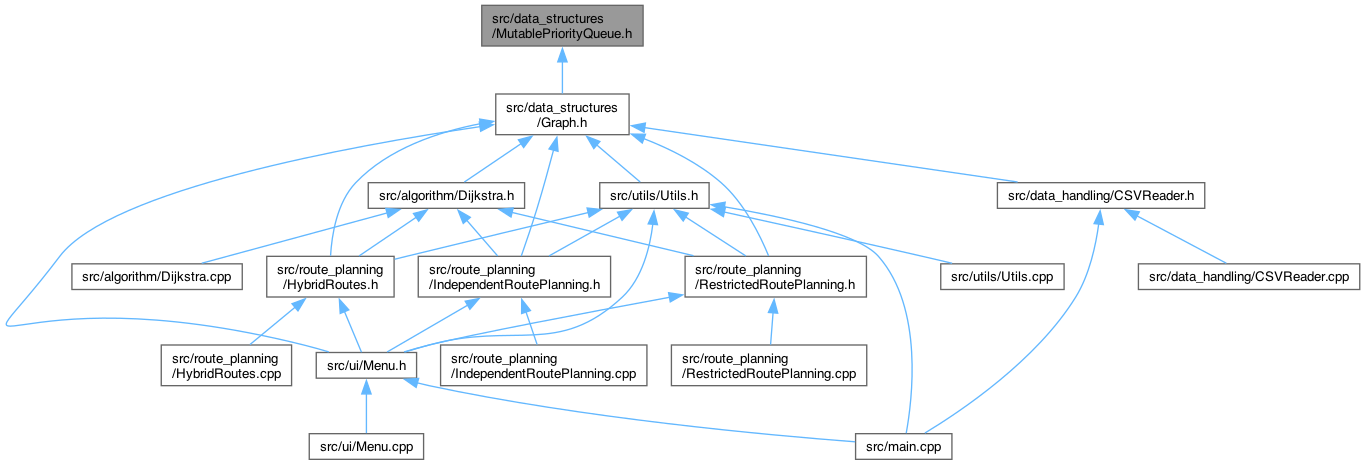 src/data_structures
/MutablePriorityQueue.h
src/data_structures
/Graph.h
src/algorithm/Dijkstra.h
src/utils/Utils.h
src/data_handling/CSVReader.h
src/algorithm/Dijkstra.cpp
src/route_planning
/HybridRoutes.h
src/route_planning
/IndependentRoutePlanning.h
src/route_planning
/RestrictedRoutePlanning.h
src/utils/Utils.cpp
src/data_handling/CSVReader.cpp
src/route_planning
/HybridRoutes.cpp
src/ui/Menu.h
src/route_planning
/IndependentRoutePlanning.cpp
src/route_planning
/RestrictedRoutePlanning.cpp
src/ui/Menu.cpp
src/main.cpp